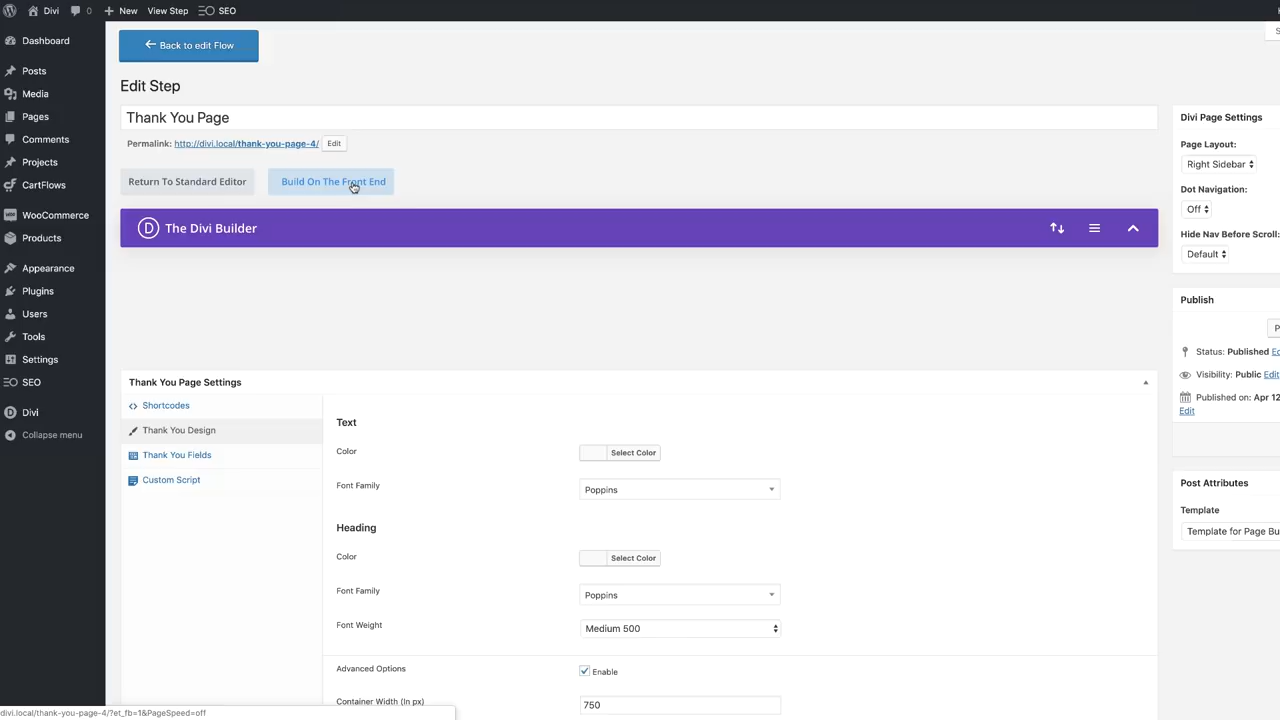 Divi 0 New View Step SEO
Back to edit Flow
Edit Step
Thank You Page
Permalink: http://divi.local/thank-you-page-4/ Edit
Return To Standard Editor Build On The Front End
The Divi Builder
Dashboard
Posts
Media
Pages
Comments
Projects
CartFlows
WooCommerce
Products
Appearance
Plugins
Users
Tools
Settings
SEO
Divi
Collapse menu
Thank You Page Settings
Shortcodes
Thank You Design
Thank You Fields
Custom Script
Text
Color Select Color
Font Family Poppins
Heading
Color Select Color
Font Family Poppins
Font Weight Medium 500
Advanced Options Enable
Container Width (In px) 750
Divi Page Settings
Page Layout:
Right Sidebar
Dot Navigation:
Off
Hide Nav Before Scroll:
Default
Publish
P
Status: Published Ed
Visibility: Public Edit
Published on: Apr 12
Edit
Post Attributes
Template
Template for Page Bu
divi.local/thank-you-page-4/?et_fb=1&PageSpeed=off